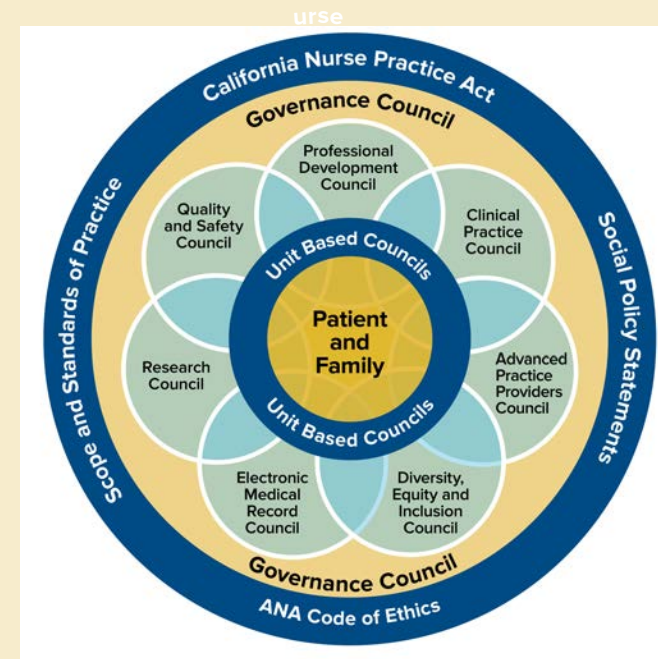 urse
California Nurse Practice Act
Governance Council
Professional
Development
Council
Quality
and Safety
Council
Clinical
Practice
Council
Scope and Standards of Practice
Social Policy Statements
Unit Based Councils
Patient
and
Family
Research
Council
Advanced
Practice
Providers
Council
Unit Based Councils
Electronic
Medical
Record
Council
Diversity,
Equity and
Inclusion
Council
Governance Council
ANA Code of Ethics